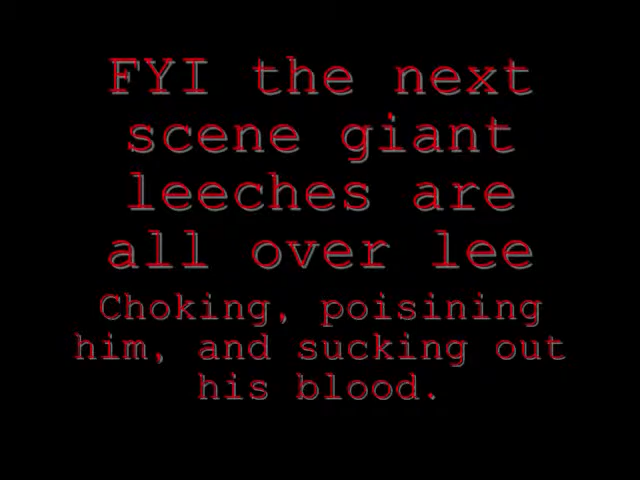 FYI the next
scene giant
leeches are
all over lee
Choking, poisining
him, and sucking out
his blood.